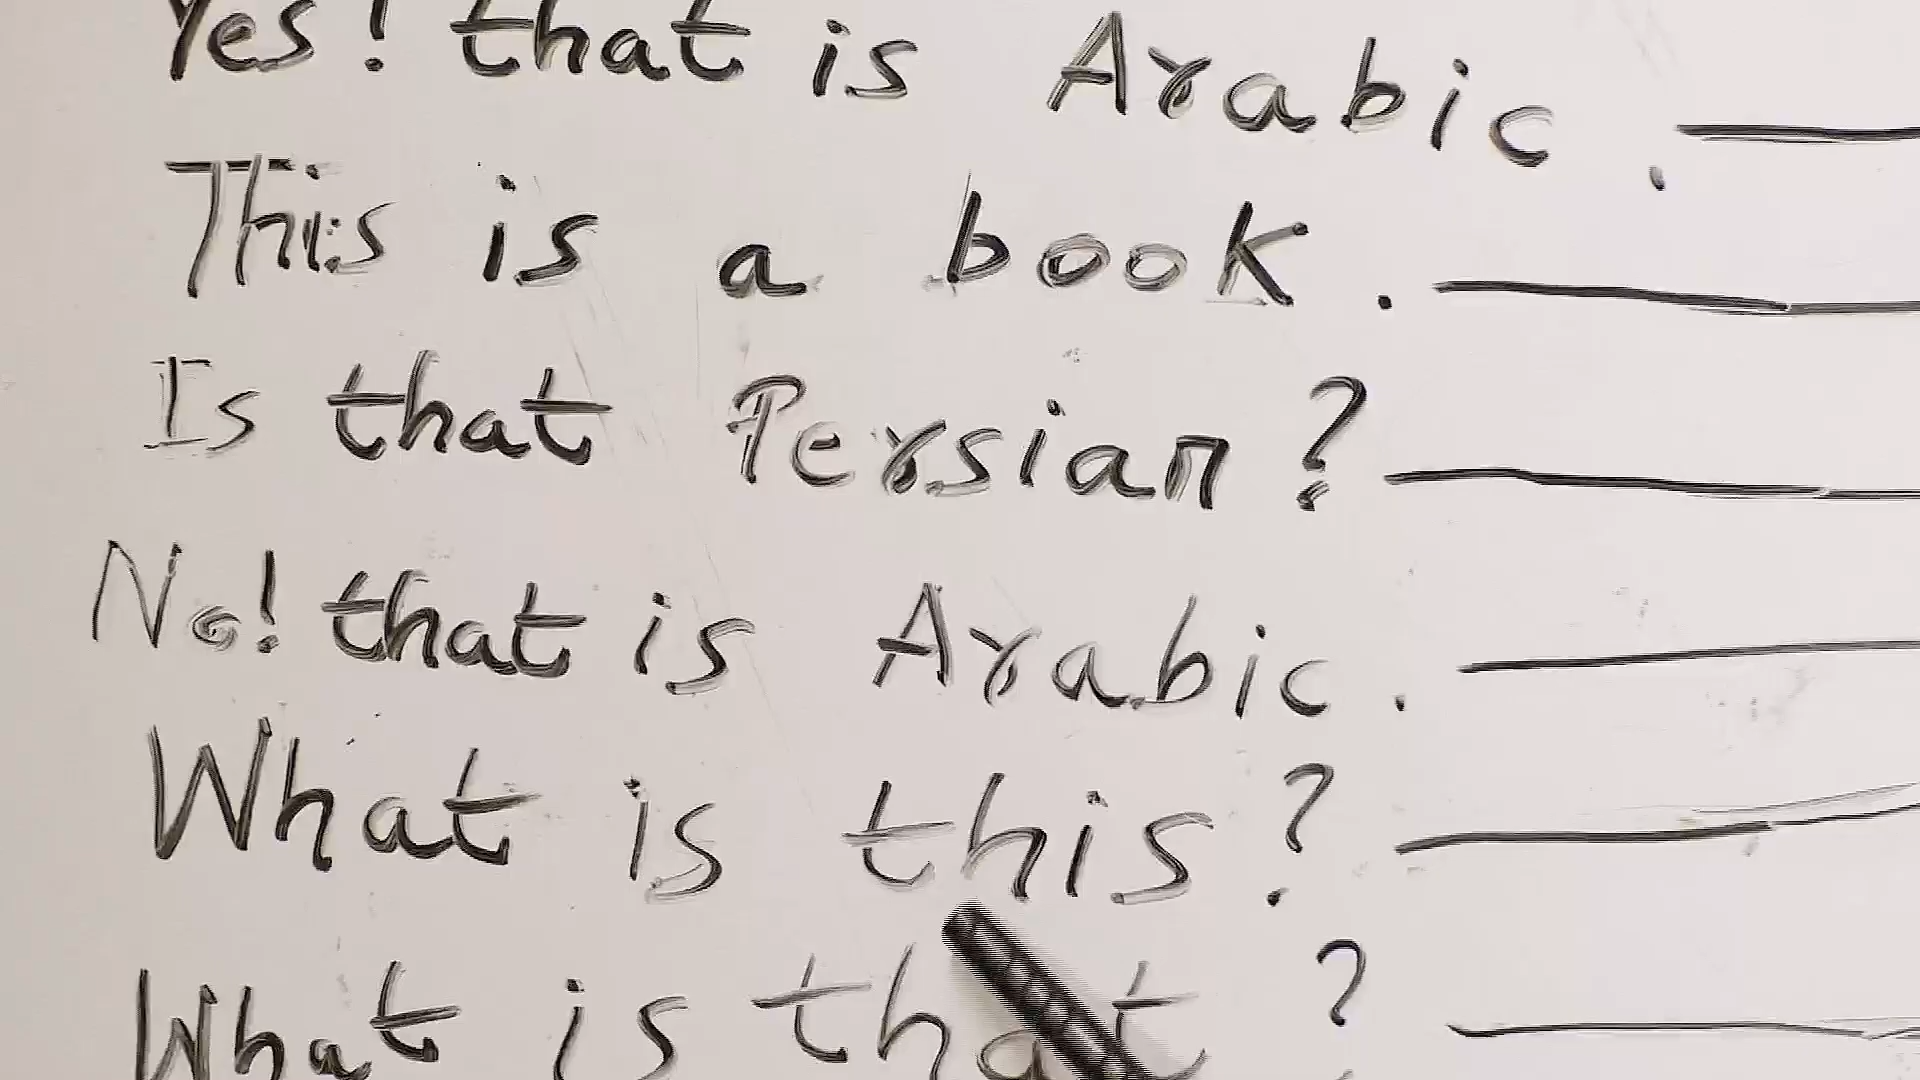 Yes! that is Arabic.
This is a book.
Is that Persian?
No! that is Arabic.
What is this?
What is that?